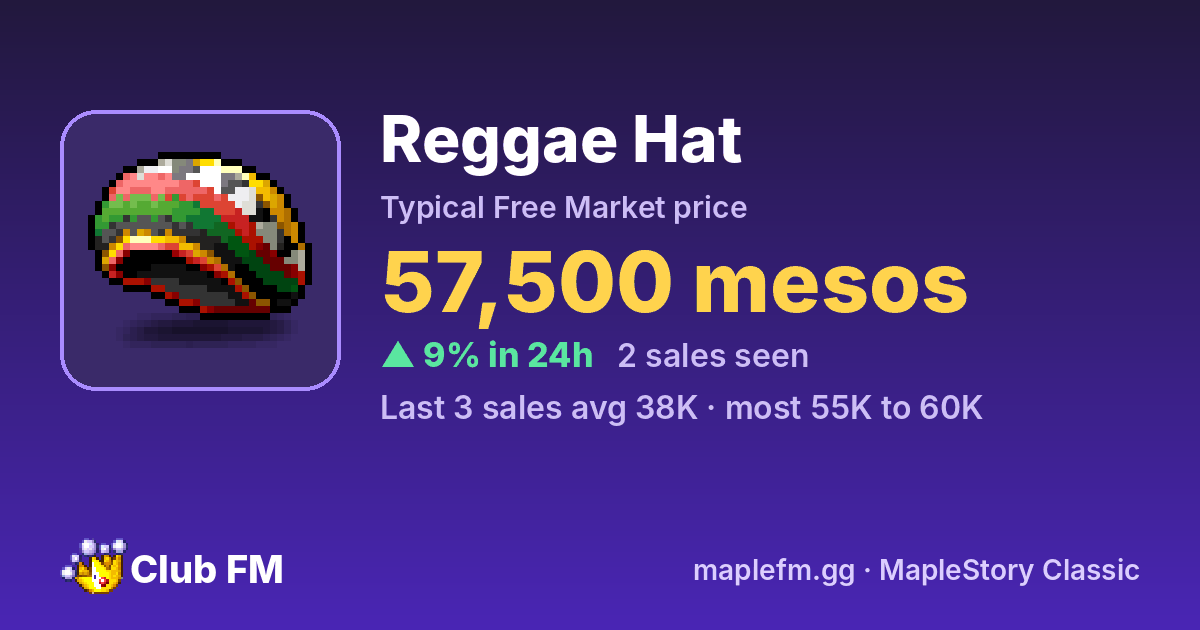 Reggae Hat
Typical Free Market price
57,500 mesos
▲ 9% in 24h 2 sales seen
Last 3 sales avg 38K · most 55K to 60K
Club FM
maplefm.gg · MapleStory Classic